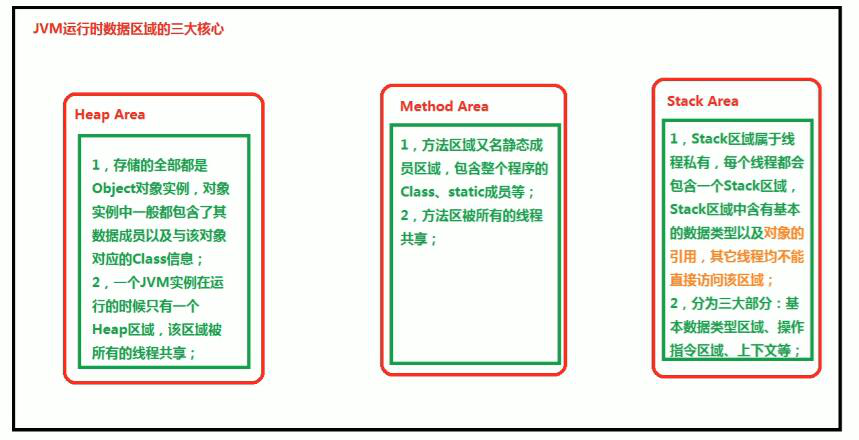 JVM运行时数据区域的三大核心
Heap Area
1，存储的全部都是
Object对象实例，对象
实例中一般都包含了其
数据成员以及与该对象
对应的Class信息；
2，一个JVM实例在运
行的时候只有一个
Heap区域，该区域被
所有的线程共享；
Method Area
1，方法区域又名静态成
员区域，包含整个程序的
Class、static成员等；
2，方法区被所有的线程
共享；
Stack Area
1，Stack区域属于线
程私有，每个线程都会
包含一个Stack区域，
Stack区域中含有基本
的数据类型以及对象的
引用，其它线程均不能
直接访问该区域；
2，分为三大部分：基
本数据类型区域、操作
指令区域、上下文等；